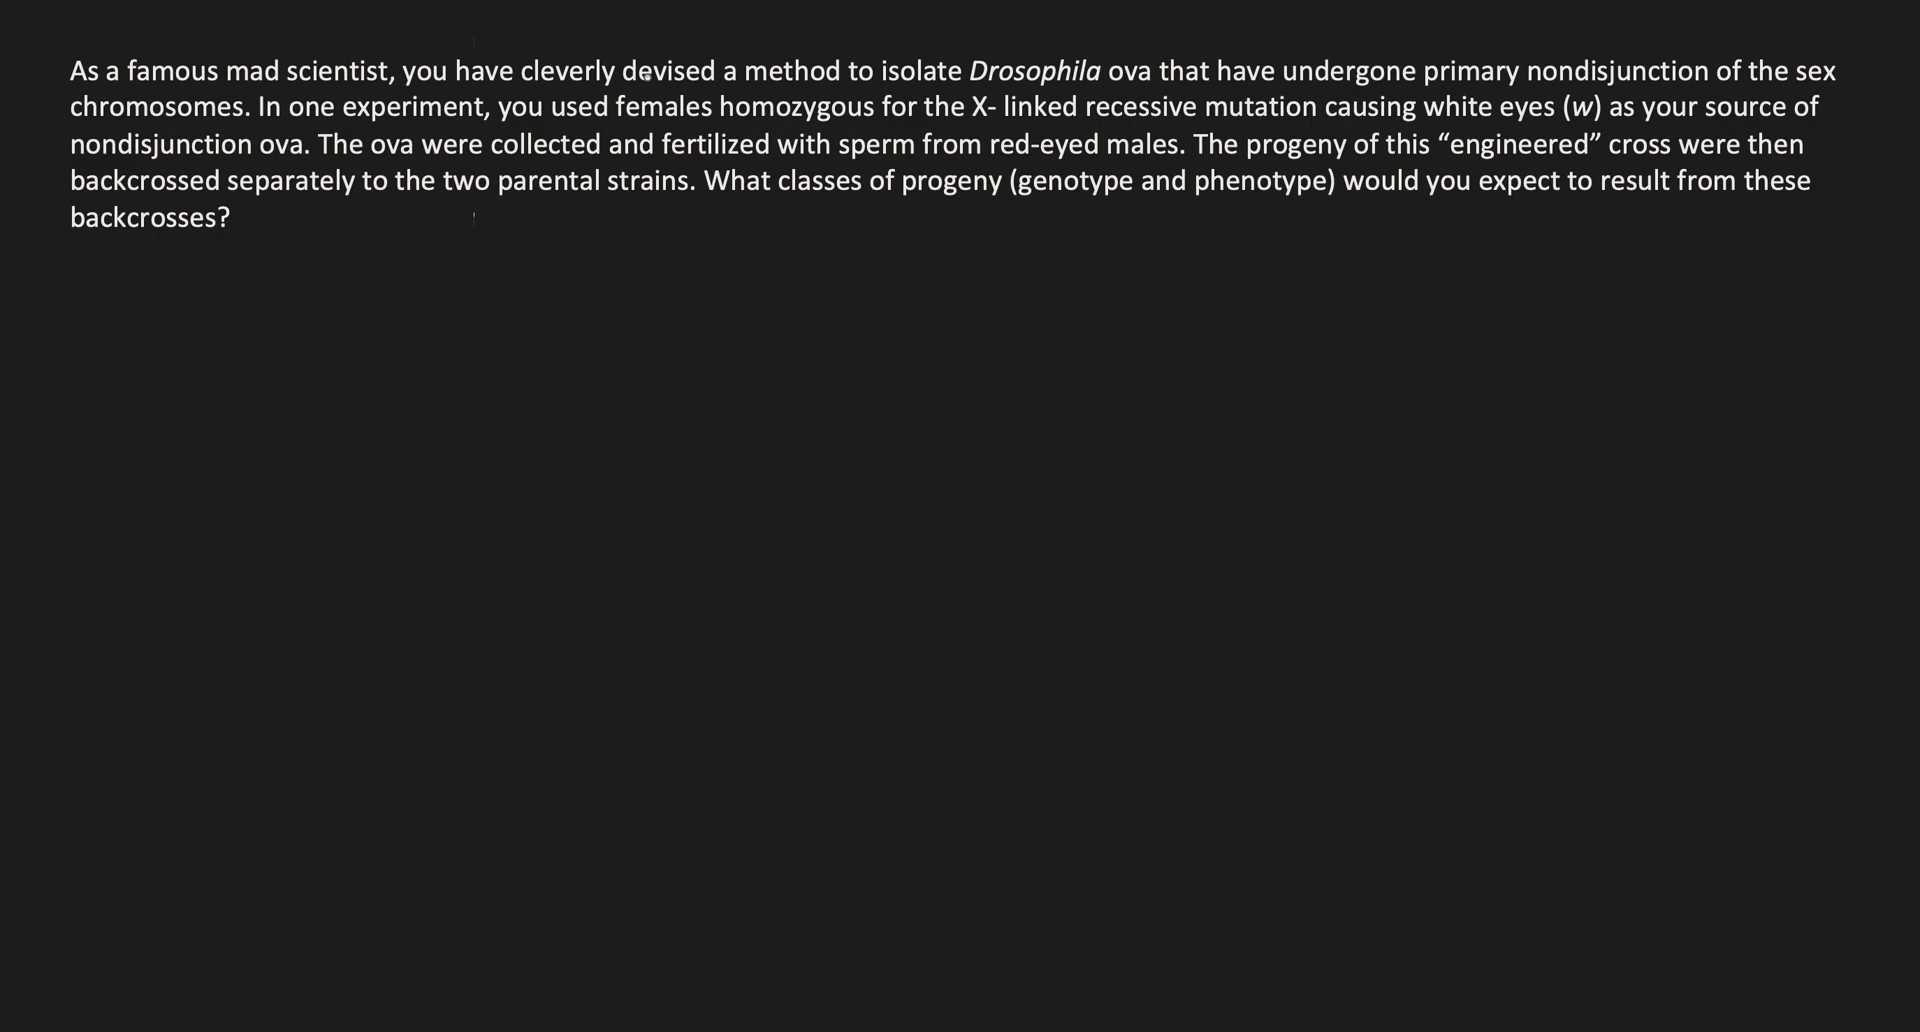 As a famous mad scientist, you have cleverly devised a method to isolate Drosophila ova that have undergone primary nondisjunction of the sex
chromosomes. In one experiment, you used females homozygous for the X- linked recessive mutation causing white eyes (w) as your source of
nondisjunction ova. The ova were collected and fertilized with sperm from red-eyed males. The progeny of this “engineered” cross were then
backcrossed separately to the two parental strains. What classes of progeny (genotype and phenotype) would you expect to result from these
backcrosses?